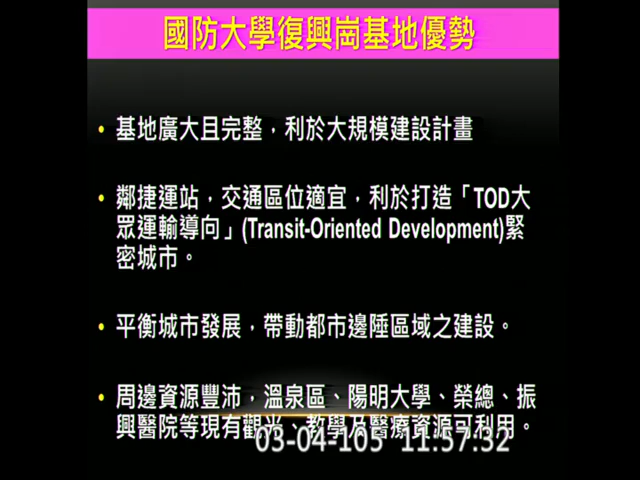 國防大學復興崗基地優勢
• 基地廣大且完整，利於大規模建設計畫
• 鄰捷運站，交通區位適宜，利於打造「TOD大
眾運輸導向」(Transit-Oriented Development)緊
密城市。
• 平衡城市發展，帶動都市邊陲區域之建設。
• 周邊資源豐沛，溫泉區、陽明大學、榮總、振
興醫院等現有觀光、教學及醫療資源可利用。
03-04-105 11:57:32